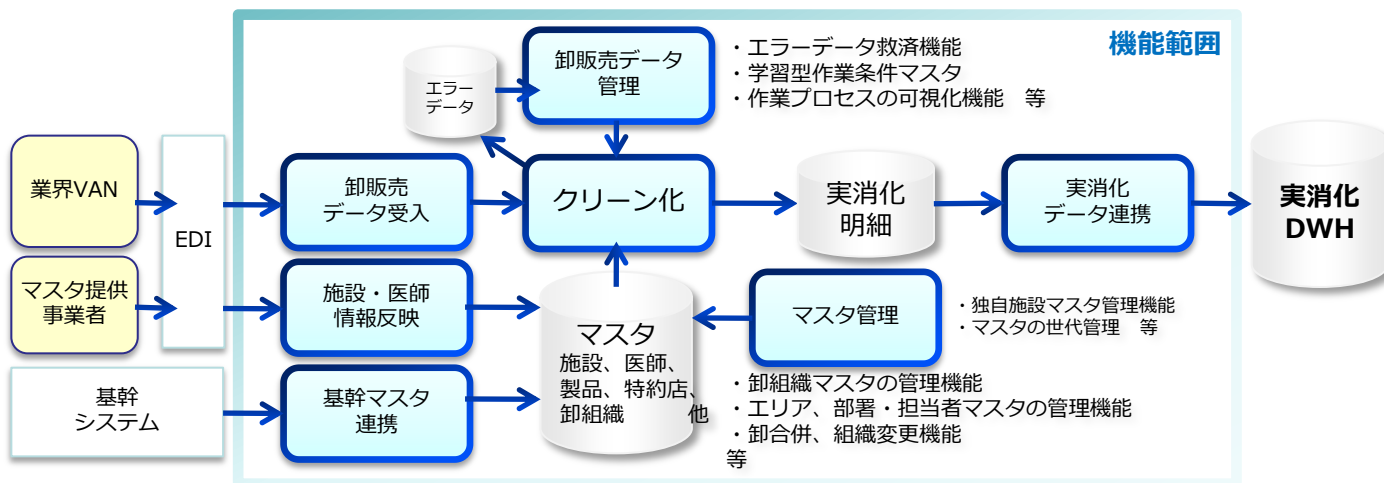 機能範囲
卸販売データ
管理
・エラーデータ救済機能
・学習型作業条件マスタ
・作業プロセスの可視化機能　等
エラー
データ
業界VAN
EDI
卸販売
データ受入
クリーン化
実消化
明細
実消化
データ連携
実消化
DWH
マスタ提供
事業者
施設・医師
情報反映
マスタ
施設、医師、
製品、特約店、
卸組織　　他
マスタ管理
・独自施設マスタ管理機能
・マスタの世代管理　等
基幹
システム
基幹マスタ
連携
・卸組織マスタの管理機能
・エリア、部署・担当者マスタの管理機能
・卸合併、組織変更機能
等